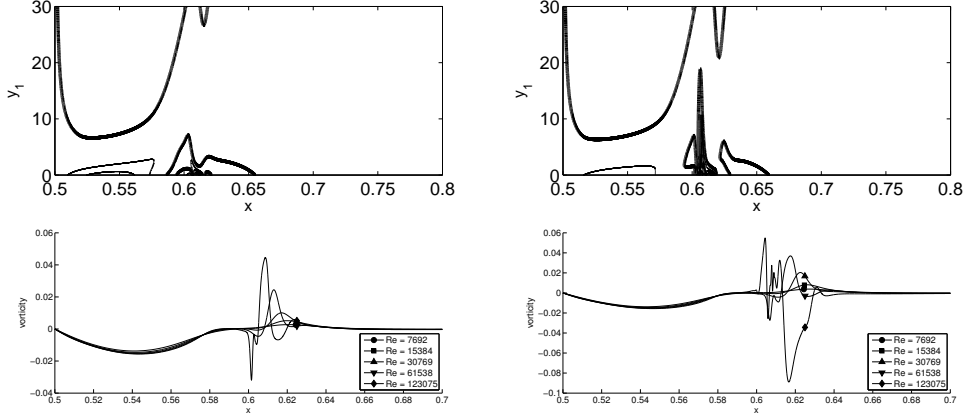 30
20
10
0
y1
0.5 0.55 0.6 0.65 0.7 0.75 0.8
x
30
20
10
0
y1
0.5 0.55 0.6 0.65 0.7 0.75 0.8
x
0.06
0.04
0.02
0
−0.02
−0.04
vorticity
0.5 0.52 0.54 0.56 0.58 0.6 0.62 0.64 0.66 0.68 0.7
x
Re = 7692
Re = 15384
Re = 30769
Re = 61538
Re = 123075
0.06
0.04
0.02
0
−0.02
−0.04
−0.06
−0.08
−0.1
vorticity
0.5 0.52 0.54 0.56 0.58 0.6 0.62 0.64 0.66 0.68 0.7
x
Re = 7692
Re = 15384
Re = 30769
Re = 61538
Re = 123075